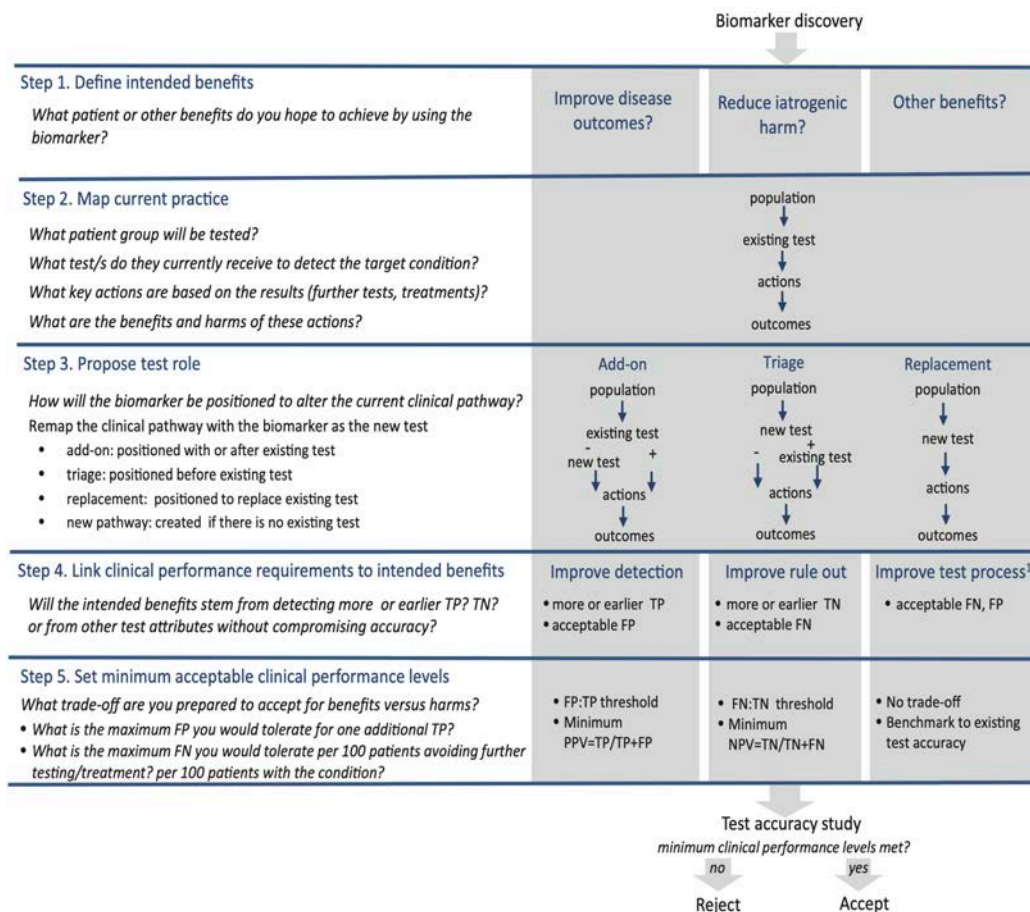 Biomarker discovery
Step 1. Define intended benefits
What patient or other benefits do you hope to achieve by using the
biomarker?
Improve disease
outcomes?
Reduce iatrogenic
harm?
Other benefits?
Step 2. Map current practice
What patient group will be tested?
What test/s do they currently receive to detect the target condition?
What key actions are based on the results (further tests, treatments)?
What are the benefits and harms of these actions?
population
existing test
actions
outcomes
Step 3. Propose test role
How will the biomarker be positioned to alter the current clinical pathway?
Remap the clinical pathway with the biomarker as the new test
• add-on: positioned with or after existing test
• triage: positioned before existing test
• replacement: positioned to replace existing test
• new pathway: created if there is no existing test
Add-on
population
existing test
- +
new test
actions
outcomes
Triage
population
new test
- +
existing test
actions
outcomes
Replacement
population
new test
actions
outcomes
Step 4. Link clinical performance requirements to intended benefits
Will the intended benefits stem from detecting more or earlier TP? TN?
or from other test attributes without compromising accuracy?
Improve detection
• more or earlier TP
• acceptable FP
Improve rule out
• more or earlier TN
• acceptable FN
Improve test process¹
• acceptable FN, FP
Step 5. Set minimum acceptable clinical performance levels
What trade-off are you prepared to accept for benefits versus harms?
• What is the maximum FP you would tolerate for one additional TP?
• What is the maximum FN you would tolerate per 100 patients avoiding further
testing/treatment? per 100 patients with the condition?
• FP:TP threshold
• Minimum
PPV=TP/TP+FP
• FN:TN threshold
• Minimum
NPV=TN/TN+FN
• No trade-off
• Benchmark to existing
test accuracy
Test accuracy study
minimum clinical performance levels met?
no yes
Reject Accept